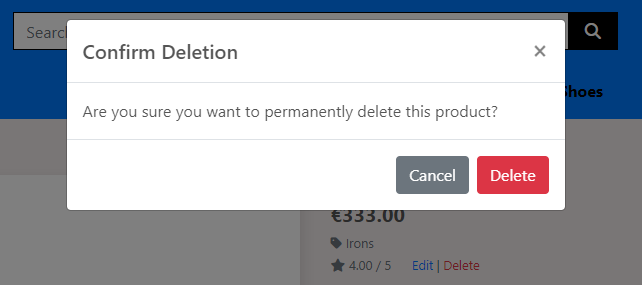 Search
Confirm Deletion ×
Shoes
Are you sure you want to permanently delete this product?
Cancel Delete
€333.00
Irons
4.00 / 5 Edit | Delete